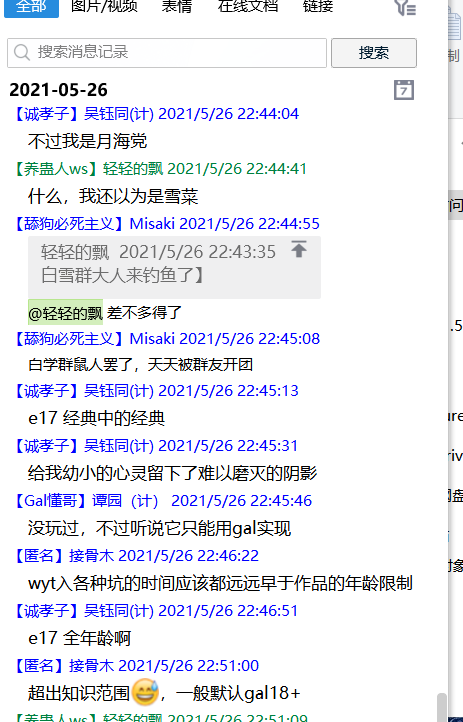 全部 图片/视频 表情 在线文档 链接
搜索消息记录 搜索
2021-05-26
7
【诚孝子】吴钰同(计) 2021/5/26 22:44:04
不过我是月海党
【养蛊人ws】轻轻的飘 2021/5/26 22:44:41
什么，我还以为是雪菜
【舔狗必死主义】Misaki 2021/5/26 22:44:55
轻轻的飘 2021/5/26 22:43:35
白雪群大人来钓鱼了】
@轻轻的飘 差不多得了
【舔狗必死主义】Misaki 2021/5/26 22:45:08
白学群鼠人罢了，天天被群友开团
【诚孝子】吴钰同(计) 2021/5/26 22:45:13
e17 经典中的经典
【诚孝子】吴钰同(计) 2021/5/26 22:45:31
给我幼小的心灵留下了难以磨灭的阴影
【Gal懂哥】谭园（计） 2021/5/26 22:45:46
没玩过，不过听说它只能用gal实现
【匿名】接骨木 2021/5/26 22:46:22
wyt入各种坑的时间应该都远远早于作品的年龄限制
【诚孝子】吴钰同(计) 2021/5/26 22:46:51
e17 全年龄啊
【匿名】接骨木 2021/5/26 22:51:00
超出知识范围😅，一般默认gal18+
【养蛊人ws】轻轻的飘 2021/5/26 22:51:09
制
问
.5
ure
riv
网盘
对象